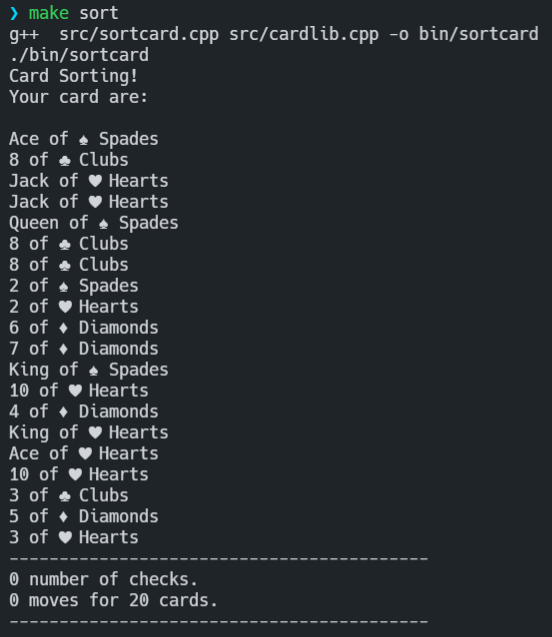 ❯ make sort
g++  src/sortcard.cpp src/cardlib.cpp -o bin/sortcard
./bin/sortcard
Card Sorting!
Your card are:

Ace of ♠ Spades
8 of ♣ Clubs
Jack of ♥ Hearts
Jack of ♥ Hearts
Queen of ♠ Spades
8 of ♣ Clubs
8 of ♣ Clubs
2 of ♠ Spades
2 of ♥ Hearts
6 of ♦ Diamonds
7 of ♦ Diamonds
King of ♠ Spades
10 of ♥ Hearts
4 of ♦ Diamonds
King of ♥ Hearts
Ace of ♥ Hearts
10 of ♥ Hearts
3 of ♣ Clubs
5 of ♦ Diamonds
3 of ♥ Hearts
------------------------------------------
0 number of checks.
0 moves for 20 cards.
------------------------------------------